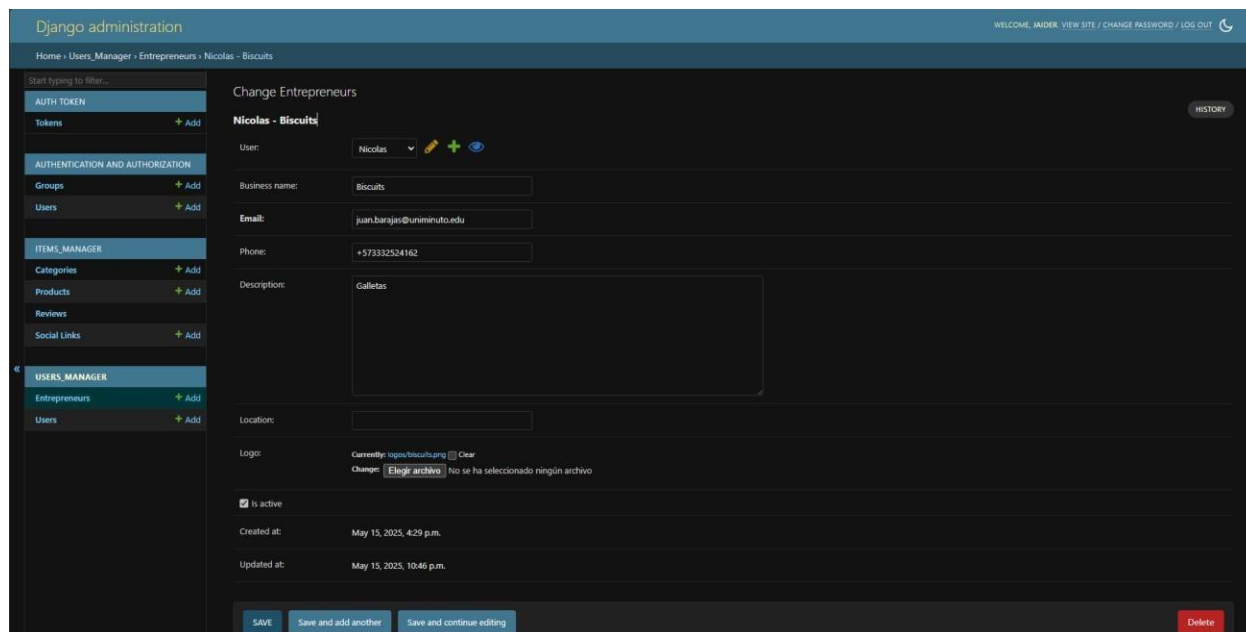 Django administration
WELCOME, JAIDER. VIEW SITE / CHANGE PASSWORD / LOG OUT
Home › Users_Manager › Entrepreneurs › Nicolas - Biscuits
Start typing to filter...
AUTH TOKEN
Tokens + Add
AUTHENTICATION AND AUTHORIZATION
Groups + Add
Users + Add
ITEMS_MANAGER
Categories + Add
Products + Add
Reviews
Social Links + Add
«
USERS_MANAGER
Entrepreneurs + Add
Users + Add
Change Entrepreneurs
HISTORY
Nicolas - Biscuits
User: Nicolas
Business name: Biscuits
Email: juan.barajas@uniminuto.edu
Phone: +573332524162
Description: Galletas
Location:
Logo: Currently: logos/biscuits.png Clear
Change: Elegir archivo No se ha seleccionado ningún archivo
Is active
Created at: May 15, 2025, 4:29 p.m.
Updated at: May 15, 2025, 10:46 p.m.
SAVE Save and add another Save and continue editing Delete